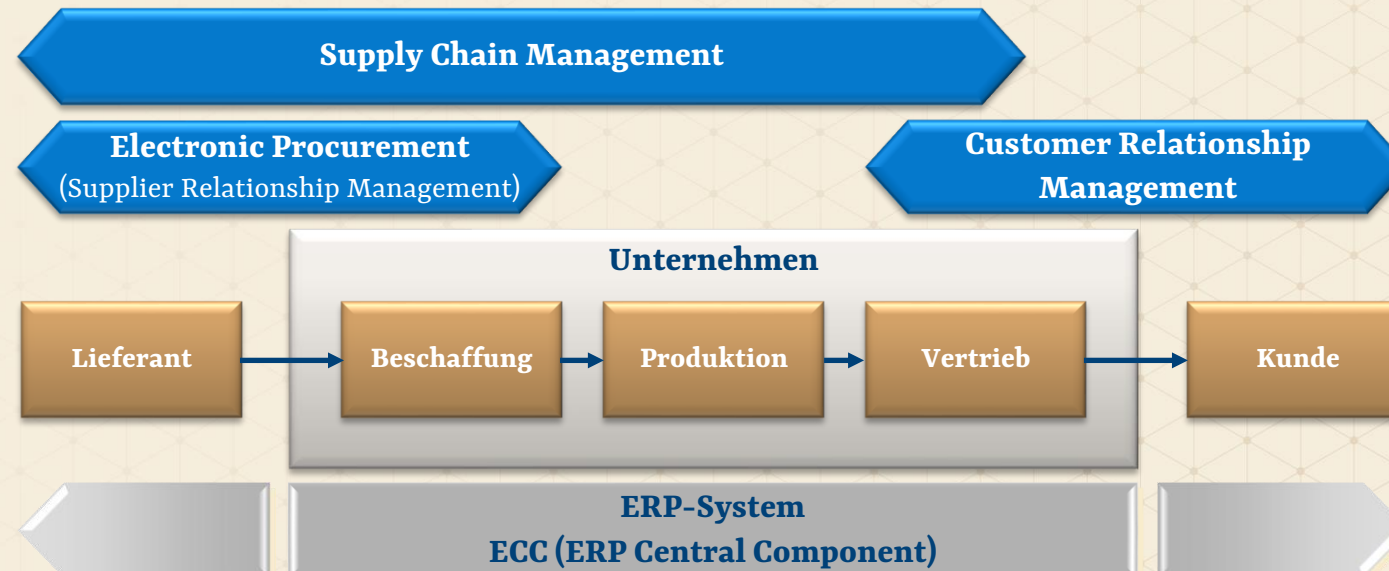 Supply Chain Management
Electronic Procurement
(Supplier Relationship Management)
Customer Relationship
Management
Unternehmen
Lieferant
Beschaffung
Produktion
Vertrieb
Kunde
ERP-System
ECC (ERP Central Component)